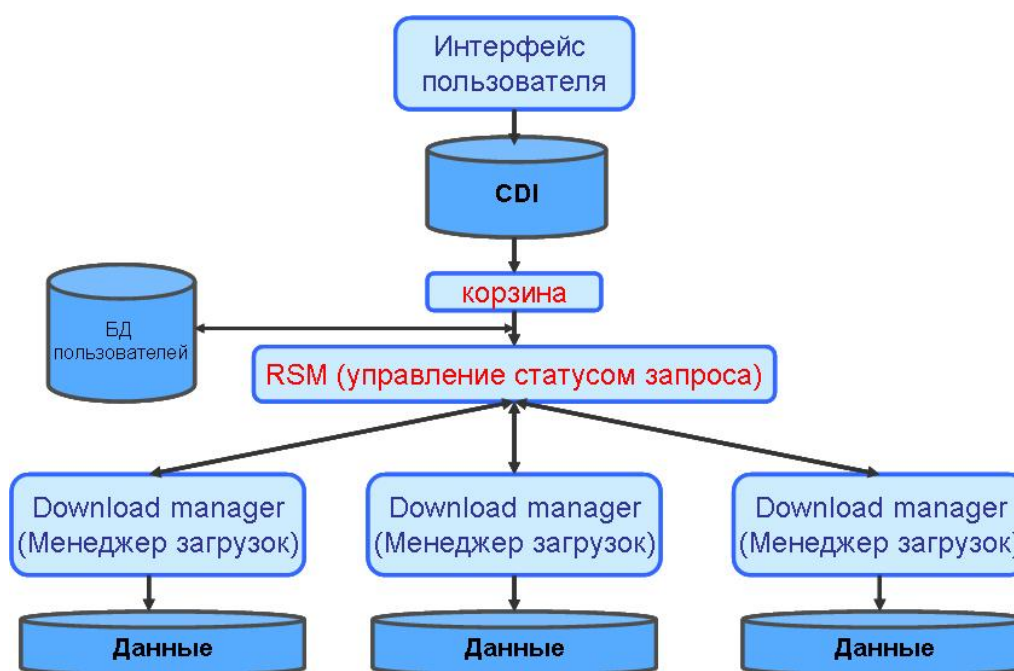 Интерфейс
пользователя
CDI
корзина
БД
пользователей
RSM (управление статусом запроса)
Download manager
(Менеджер загрузок)
Download manager
(Менеджер загрузок)
Download manager
(Менеджер загрузок)
Данные
Данные
Данные